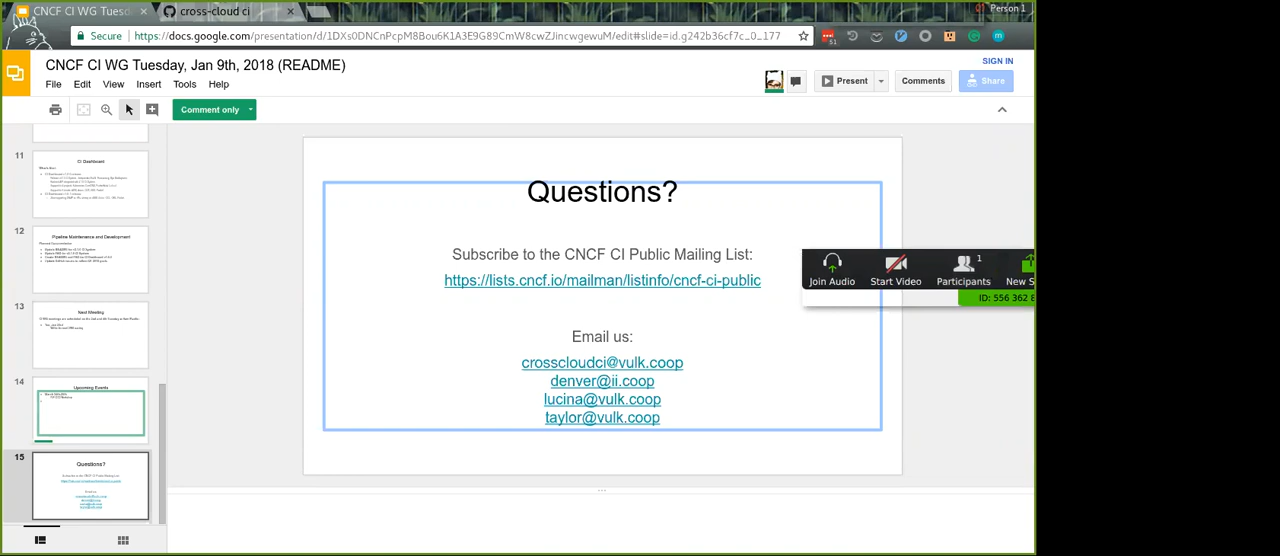 CNCF CI WG Tuesd
cross-cloud ci
Person 1
Secure
https://docs.google.com/presentation/d/1DXs0DNCnPcpM8Bou6K1A3E9G89CmW8cwZJincwgewuM/edit#slide=id.g242b36cf7c_0_177
51
CNCF CI WG Tuesday, Jan 9th, 2018 (README)
SIGN IN
File Edit View Insert Tools Help
Present
Comments
Share
Comment only
11
CI Dashboard
12
Pipeline Maintenance and Development
13
Next Meeting
14
Upcoming Events
15
Questions?
Questions?
Subscribe to the CNCF CI Public Mailing List:
https://lists.cncf.io/mailman/listinfo/cncf-ci-public
Email us:
crosscloudci@vulk.coop
denver@ii.coop
lucina@vulk.coop
taylor@vulk.coop
Join Audio
Start Video
1
Participants
New S
ID: 556 362